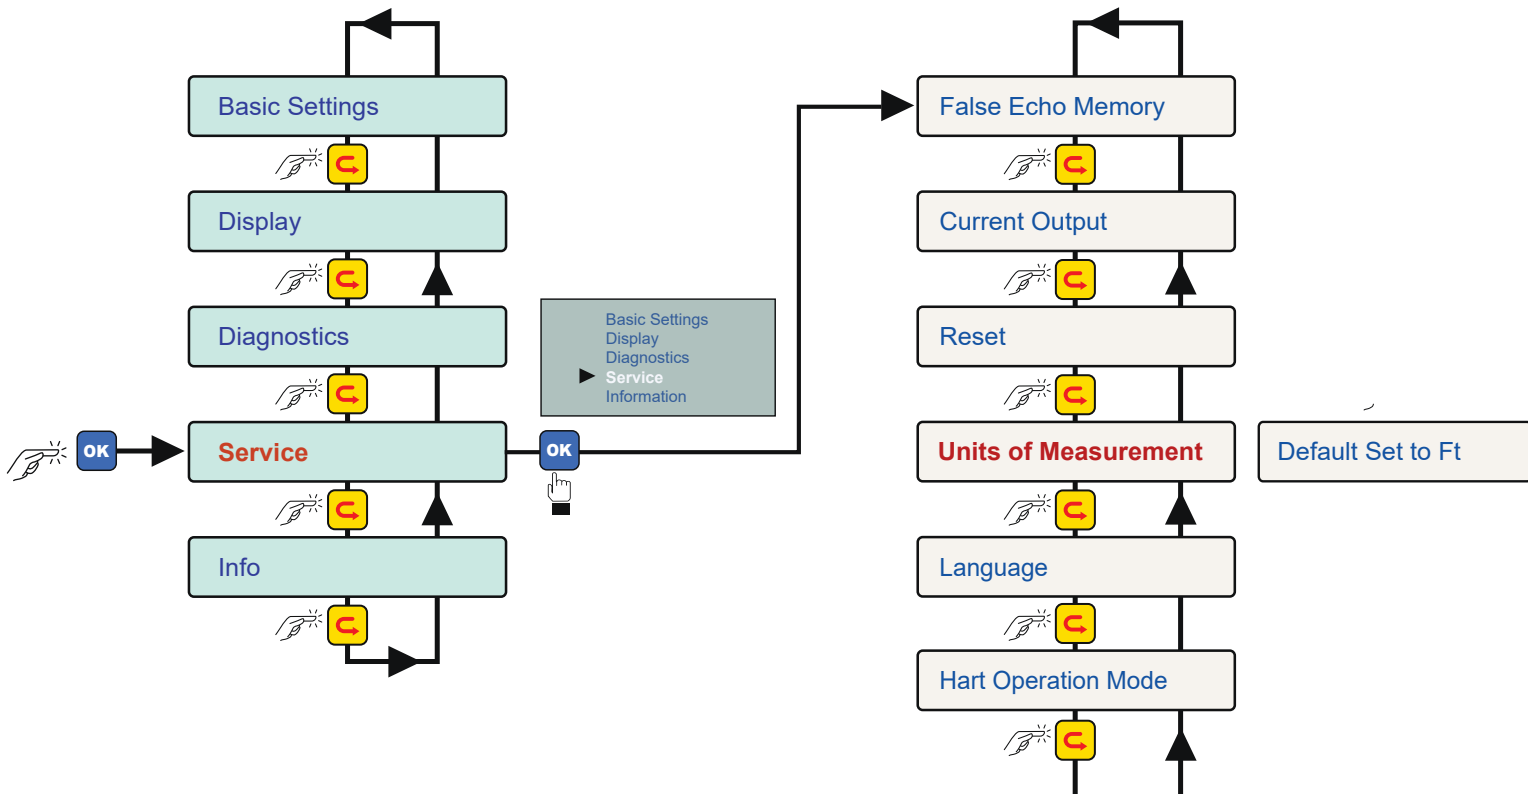 Basic Settings
Display
Diagnostics
OK
Service
Info
Basic Settings
Display
Diagnostics
Service
Information
OK
False Echo Memory
Current Output
Reset
Units of Measurement
Default Set to Ft
Language
Hart Operation Mode